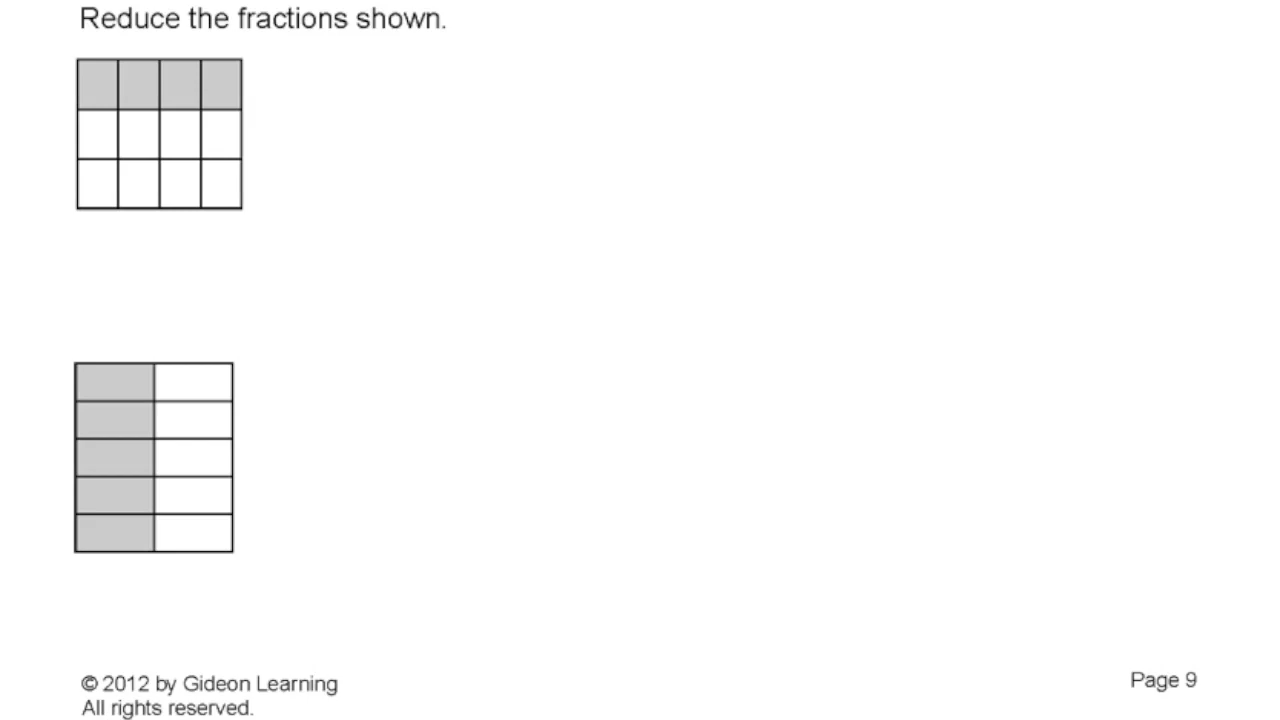 Reduce the fractions shown.
© 2012 by Gideon Learning
All rights reserved.
Page 9